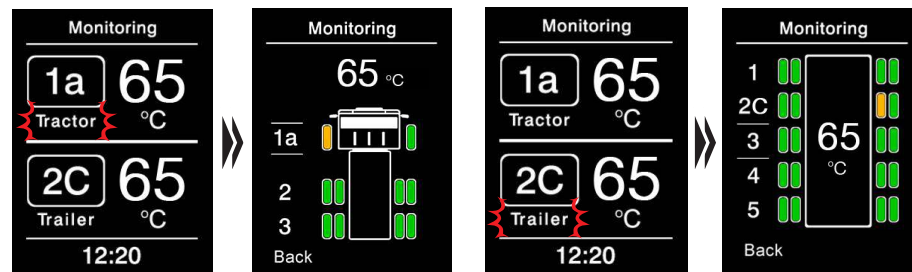 Monitoring
1a 65
Tractor °C
2C 65
Trailer °C
12:20
Monitoring
65 °C
1a
2
3
Back
Monitoring
1a 65
Tractor °C
2C 65
Trailer °C
12:20
Monitoring
1
2C
3 65
4 °C
5
Back